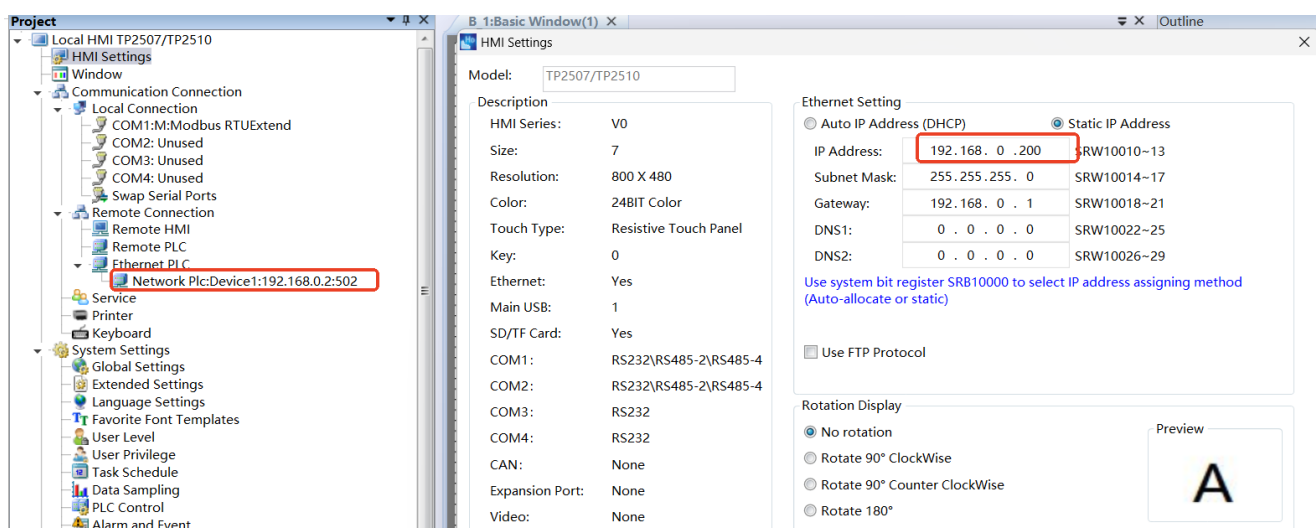 Project
Local HMI TP2507/TP2510
HMI Settings
Window
Communication Connection
Local Connection
COM1:M:Modbus RTUExtend
COM2: Unused
COM3: Unused
COM4: Unused
Swap Serial Ports
Remote Connection
Remote HMI
Remote PLC
Ethernet PLC
Network Plc:Device1:192.168.0.2:502
Service
Printer
Keyboard
System Settings
Global Settings
Extended Settings
Language Settings
Favorite Font Templates
User Level
User Privilege
Task Schedule
Data Sampling
PLC Control
Alarm and Event
B 1:Basic Window(1)
Outline
HMI Settings
Model: TP2507/TP2510
Description
HMI Series: V0
Size: 7
Resolution: 800 X 480
Color: 24BIT Color
Touch Type: Resistive Touch Panel
Key: 0
Ethernet: Yes
Main USB: 1
SD/TF Card: Yes
COM1: RS232\RS485-2\RS485-4
COM2: RS232\RS485-2\RS485-4
COM3: RS232
COM4: RS232
CAN: None
Expansion Port: None
Video: None
Ethernet Setting
Auto IP Address (DHCP) Static IP Address
IP Address: 192.168. 0 .200 SRW10010~13
Subnet Mask: 255.255.255. 0 SRW10014~17
Gateway: 192.168. 0 . 1 SRW10018~21
DNS1: 0 . 0 . 0 . 0 SRW10022~25
DNS2: 0 . 0 . 0 . 0 SRW10026~29
Use system bit register SRB10000 to select IP address assigning method
(Auto-allocate or static)
Use FTP Protocol
Rotation Display
No rotation
Rotate 90° ClockWise
Rotate 90° Counter ClockWise
Rotate 180°
Preview
A